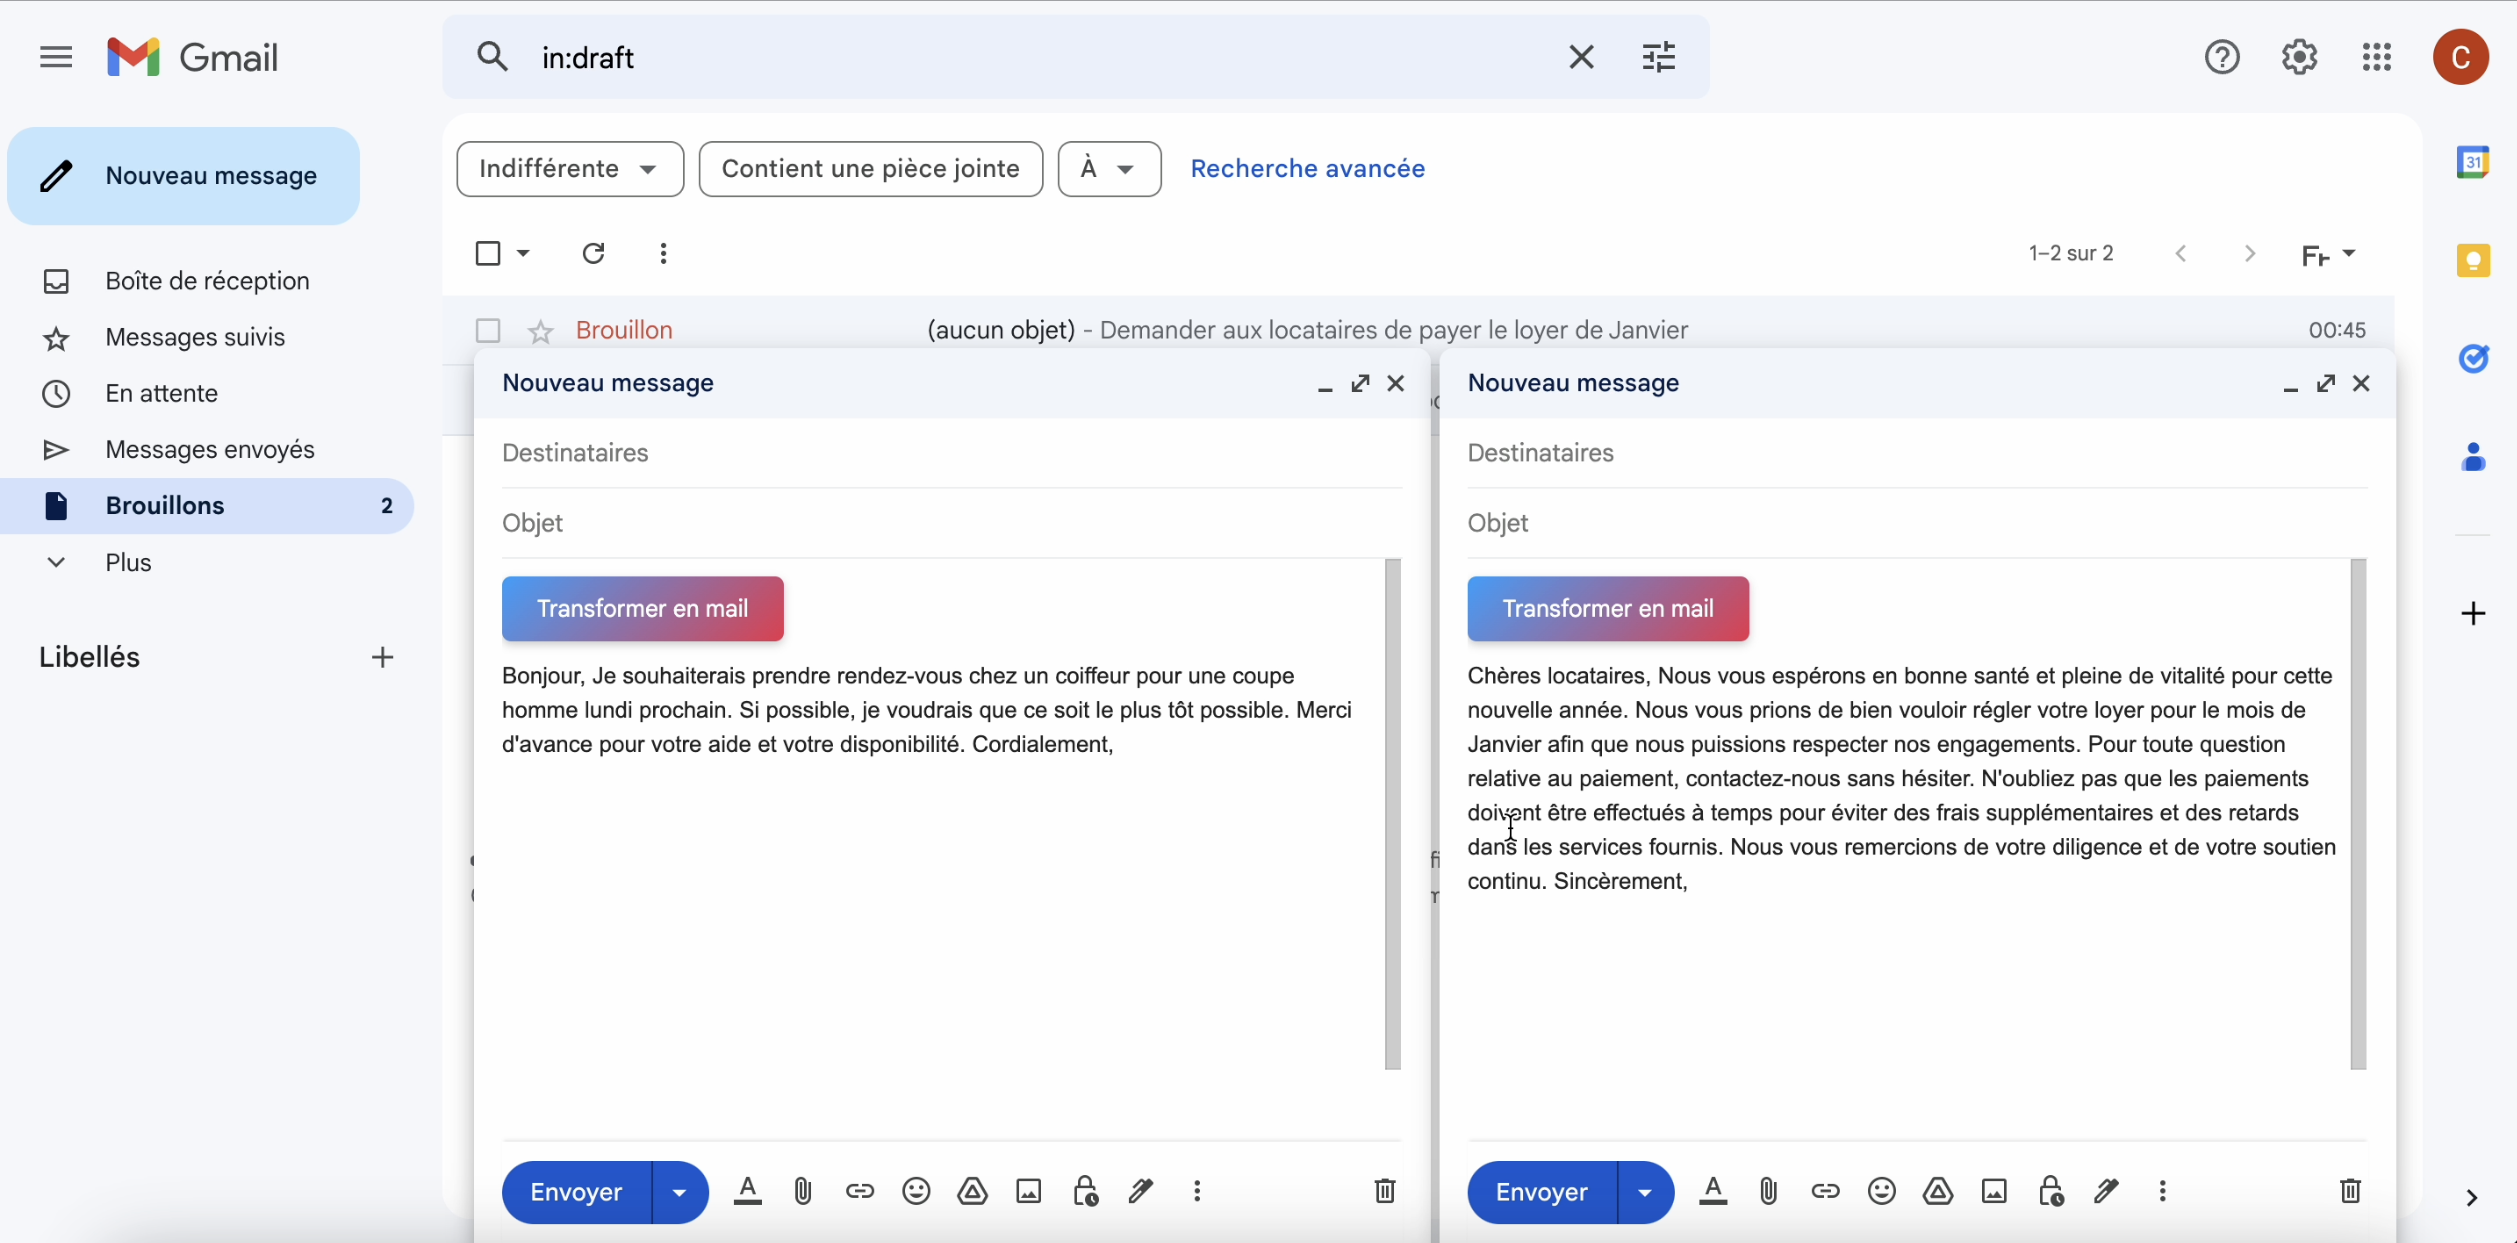 Gmail
in:draft
C
Nouveau message
Indifférente
Contient une pièce jointe
À
Recherche avancée
31
1–2 sur 2
Fr
Boîte de réception
Messages suivis
En attente
Messages envoyés
Brouillons 2
Plus
Libellés
Brouillon (aucun objet) - Demander aux locataires de payer le loyer de Janvier 00:45
Nouveau message
Destinataires
Objet
Transformer en mail
Bonjour, Je souhaiterais prendre rendez-vous chez un coiffeur pour une coupe
homme lundi prochain. Si possible, je voudrais que ce soit le plus tôt possible. Merci
d'avance pour votre aide et votre disponibilité. Cordialement,
Envoyer
Nouveau message
Destinataires
Objet
Transformer en mail
Chères locataires, Nous vous espérons en bonne santé et pleine de vitalité pour cette
nouvelle année. Nous vous prions de bien vouloir régler votre loyer pour le mois de
Janvier afin que nous puissions respecter nos engagements. Pour toute question
relative au paiement, contactez-nous sans hésiter. N'oubliez pas que les paiements
doivent être effectués à temps pour éviter des frais supplémentaires et des retards
dans les services fournis. Nous vous remercions de votre diligence et de votre soutien
continu. Sincèrement,
Envoyer